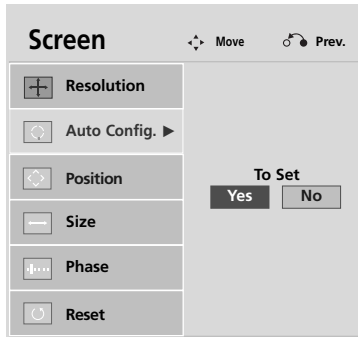 Screen
Move
Prev.
Resolution
Auto Config. ►
Position
Size
Phase
Reset
To Set
Yes No